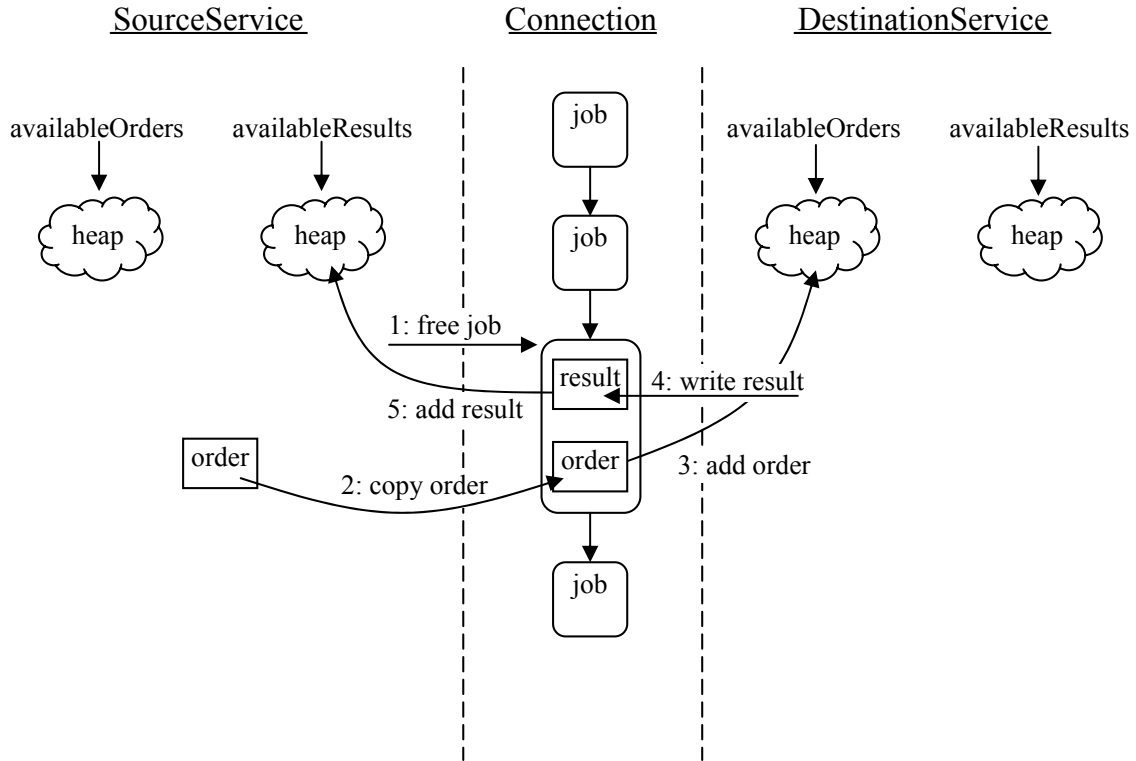 SourceService
Connection
DestinationService
availableOrders
availableResults
job
availableOrders
availableResults
heap
heap
job
heap
heap
1: free job
result
4: write result
5: add result
order
order
3: add order
2: copy order
job